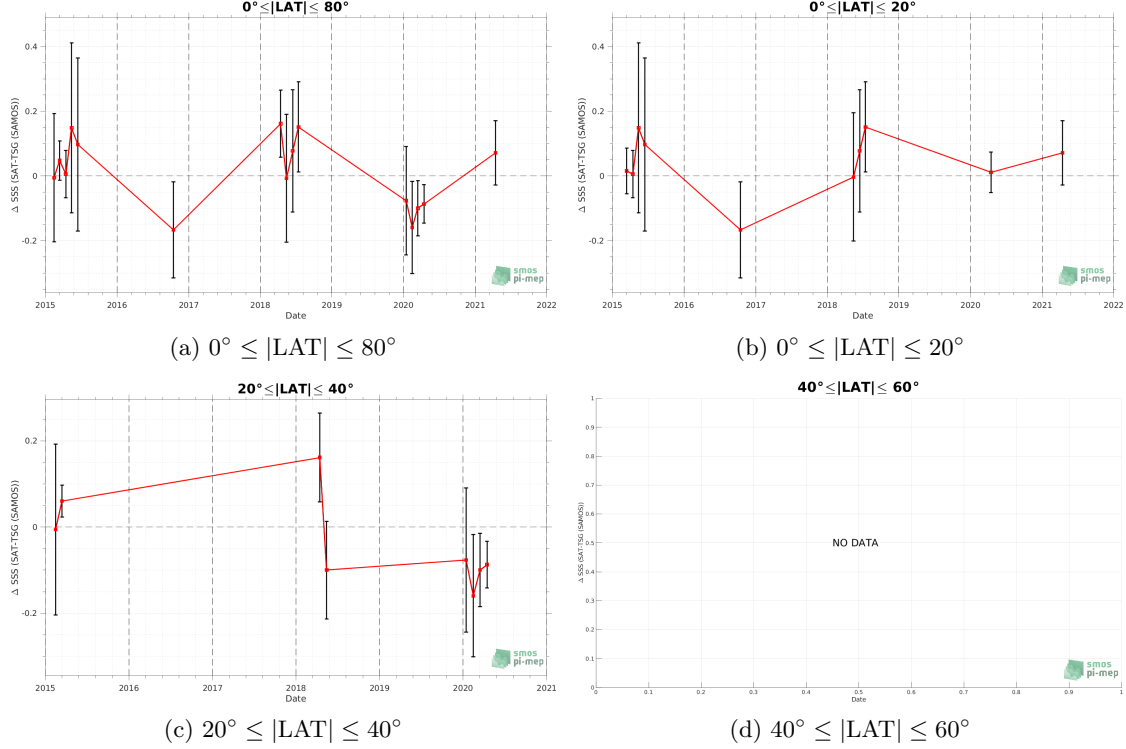 0°≤|LAT|≤ 80°
Δ SSS (SAT-TSG (SAMOS))
0.4
0.2
0
-0.2
2015 2016 2017 2018 2019 2020 2021 2022
Date
smos
pi-mep
(a) 0° ≤ |LAT| ≤ 80°
0°≤|LAT|≤ 20°
Δ SSS (SAT-TSG (SAMOS))
0.4
0.2
0
-0.2
2015 2016 2017 2018 2019 2020 2021 2022
Date
smos
pi-mep
(b) 0° ≤ |LAT| ≤ 20°
20°≤|LAT|≤ 40°
Δ SSS (SAT-TSG (SAMOS))
0.2
0
-0.2
2015 2016 2017 2018 2019 2020 2021
Date
smos
pi-mep
(c) 20° ≤ |LAT| ≤ 40°
40°≤|LAT|≤ 60°
Δ SSS (SAT-TSG (SAMOS))
1
0.9
0.8
0.7
0.6
0.5
0.4
0.3
0.2
0.1
0
NO DATA
0 0.1 0.2 0.3 0.4 0.5 0.6 0.7 0.8 0.9 1
Date
smos
pi-mep
(d) 40° ≤ |LAT| ≤ 60°